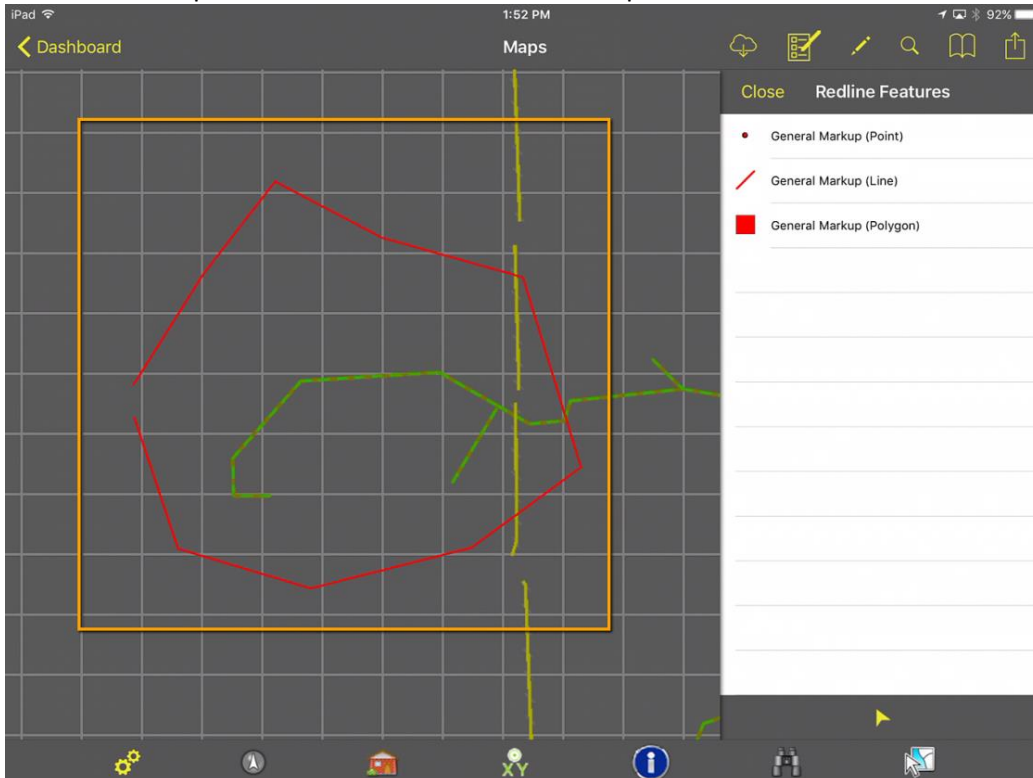 iPad
1:52 PM
92%
Dashboard
Maps
Close
Redline Features
General Markup (Point)
General Markup (Line)
General Markup (Polygon)
XY
i